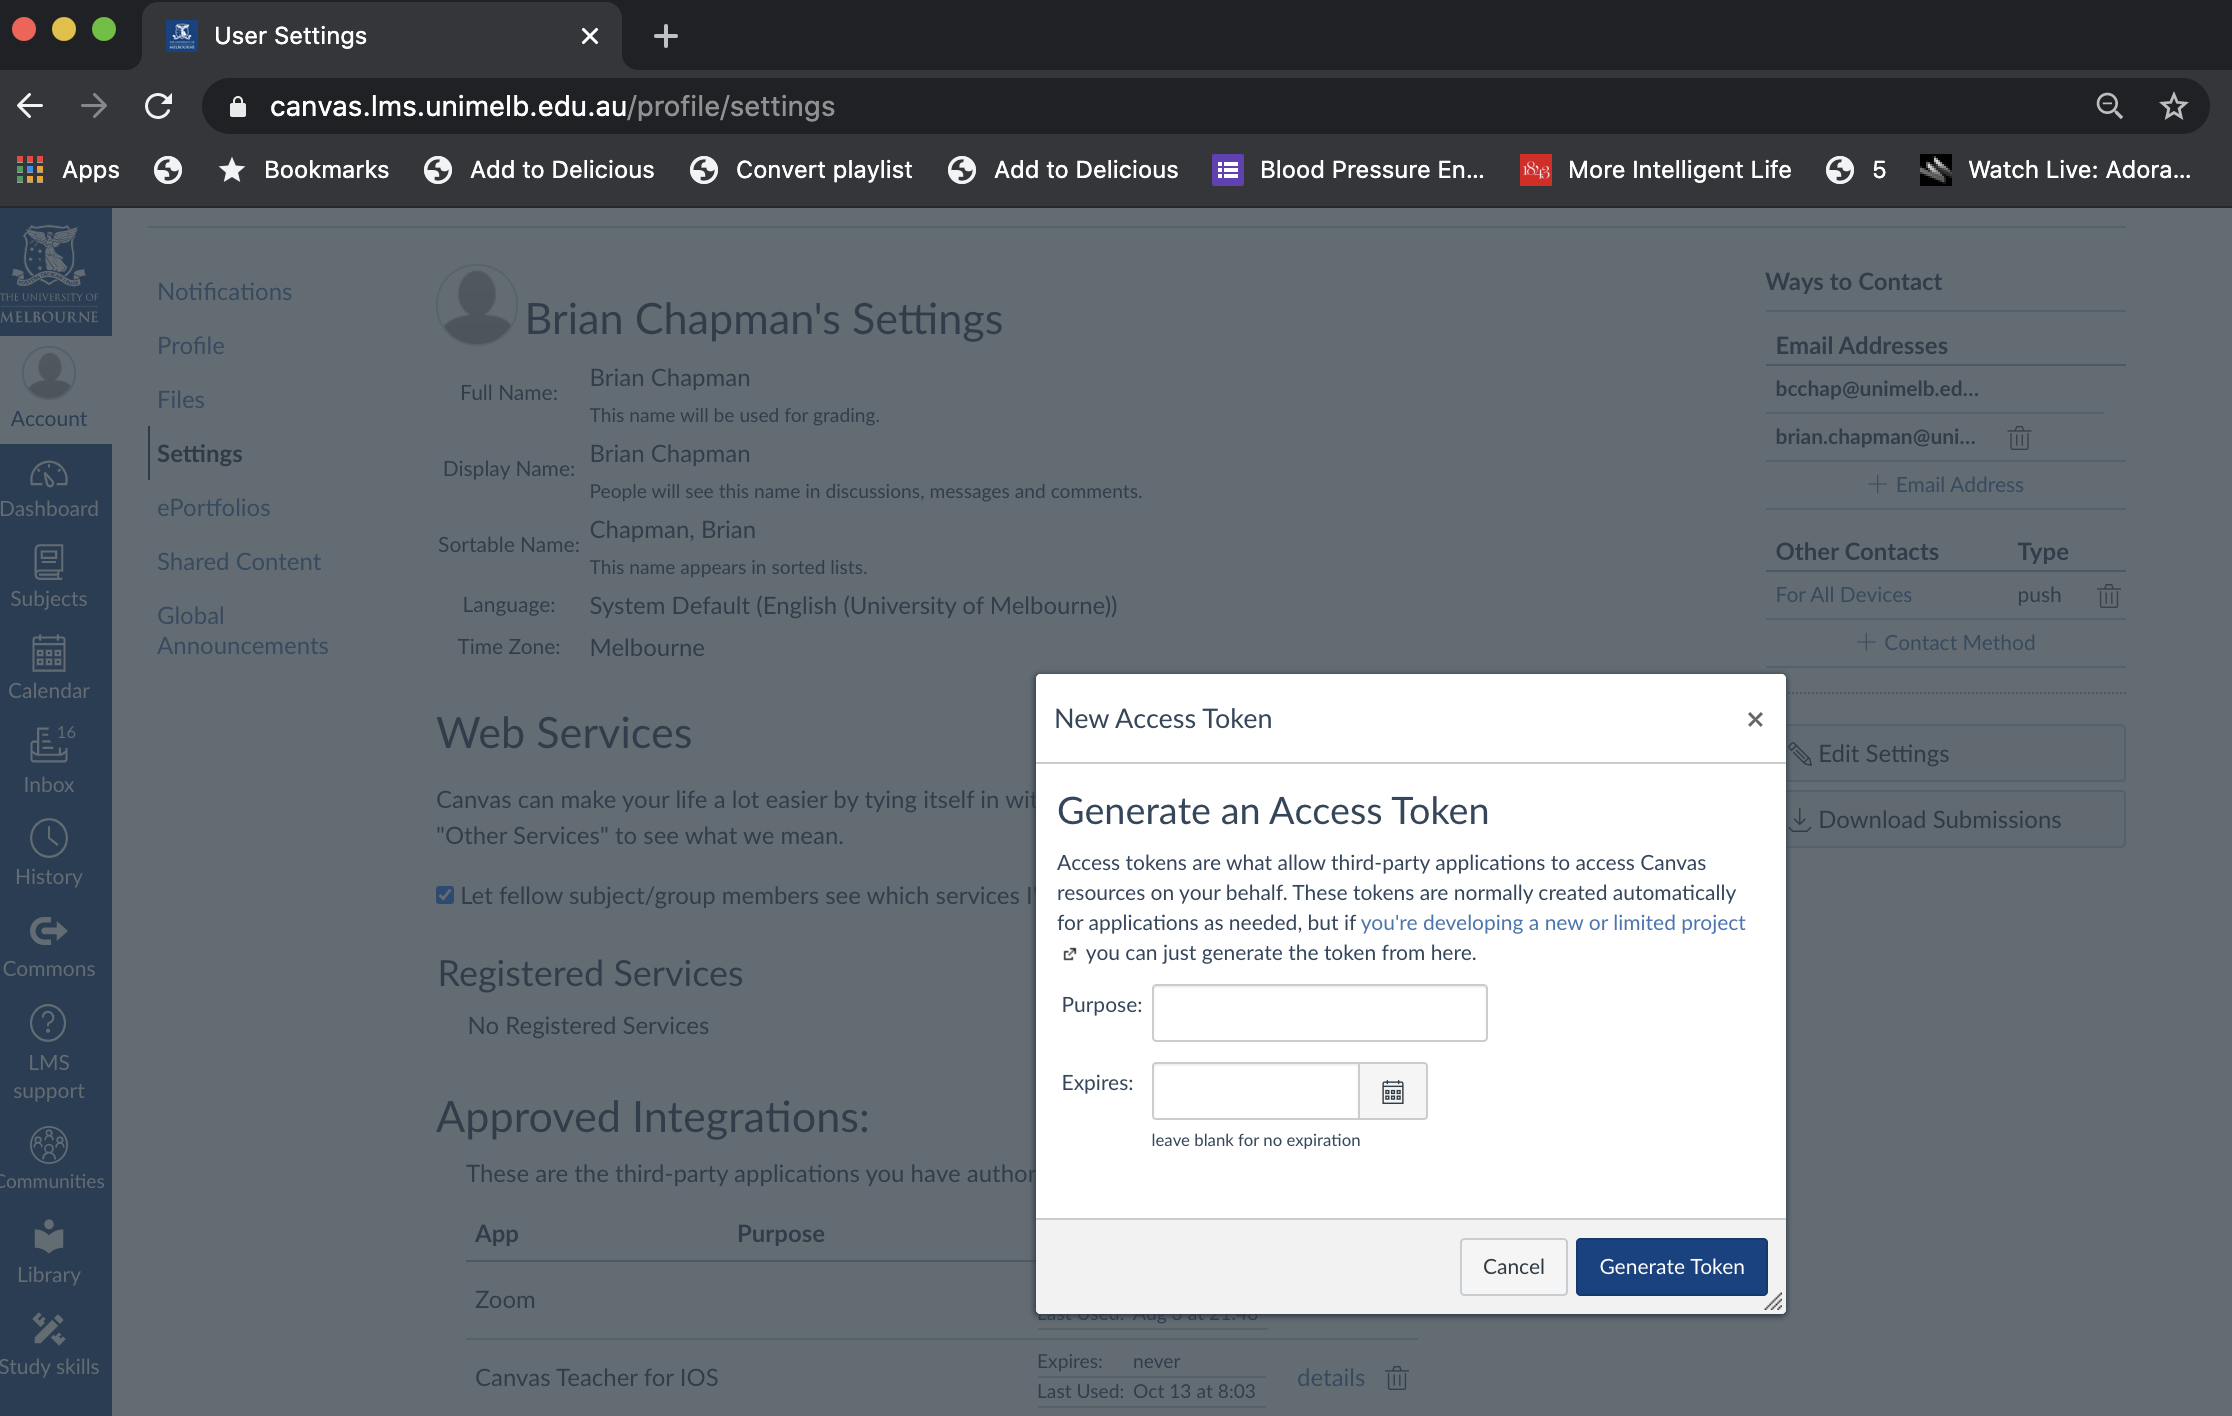 User Settings
canvas.lms.unimelb.edu.au/profile/settings
Apps
Bookmarks
Add to Delicious
Convert playlist
Add to Delicious
Blood Pressure En...
1843
More Intelligent Life
5
Watch Live: Adora...
THE UNIVERSITY OF
MELBOURNE
Account
Dashboard
Subjects
Calendar
16
Inbox
History
Commons
LMS
support
Communities
Library
Study skills
Notifications
Profile
Files
Settings
ePortfolios
Shared Content
Global
Announcements
Brian Chapman's Settings
Full Name: Brian Chapman
This name will be used for grading.
Display Name: Brian Chapman
People will see this name in discussions, messages and comments.
Sortable Name: Chapman, Brian
This name appears in sorted lists.
Language: System Default (English (University of Melbourne))
Time Zone: Melbourne
Web Services
Canvas can make your life a lot easier by tying itself in wit
"Other Services" to see what we mean.
Let fellow subject/group members see which services I'
Registered Services
No Registered Services
Approved Integrations:
These are the third-party applications you have author
App Purpose
Zoom
Last Used: Aug 6 at 21:48
Canvas Teacher for IOS
Expires: never
Last Used: Oct 13 at 8:03
details
Ways to Contact
Email Addresses
bcchap@unimelb.ed...
brian.chapman@uni...
+ Email Address
Other Contacts Type
For All Devices push
+ Contact Method
Edit Settings
Download Submissions
New Access Token
Generate an Access Token
Access tokens are what allow third-party applications to access Canvas
resources on your behalf. These tokens are normally created automatically
for applications as needed, but if you're developing a new or limited project
you can just generate the token from here.
Purpose:
Expires:
leave blank for no expiration
Cancel
Generate Token